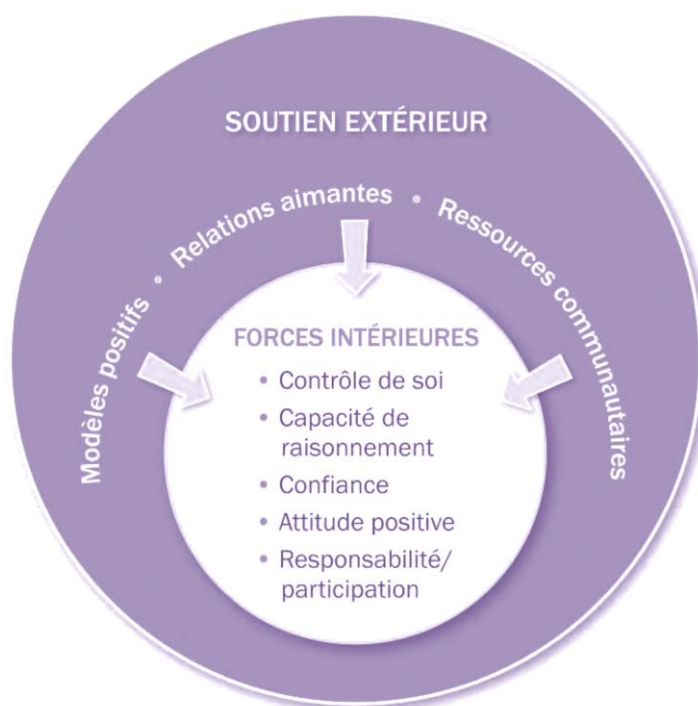 SOUTIEN EXTÉRIEUR
Modèles positifs • Relations aimantes • Ressources communautaires
FORCES INTÉRIEURES
• Contrôle de soi
• Capacité de
raisonnement
• Confiance
• Attitude positive
• Responsabilité/
participation